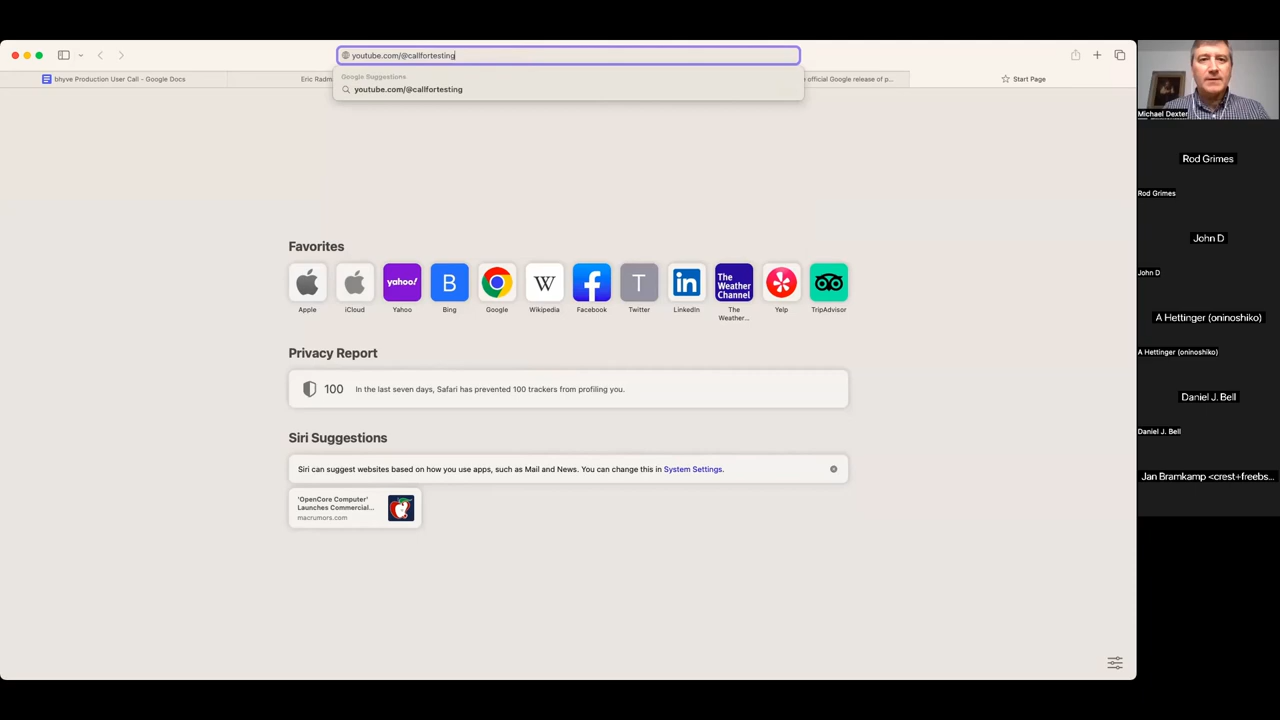 youtube.com/@callfortesting
Google Suggestions
youtube.com/@callfortesting
bhyve Production User Call - Google Docs
Eric Radm
official Google release of p...
Start Page
Favorites
Apple
iCloud
yahoo!
Yahoo
B
Bing
Google
W
Wikipedia
Facebook
T
Twitter
in
LinkedIn
The
Weather
Channel
The
Weather...
Yelp
TripAdvisor
Privacy Report
100
In the last seven days, Safari has prevented 100 trackers from profiling you.
Siri Suggestions
Siri can suggest websites based on how you use apps, such as Mail and News. You can change this in System Settings.
'OpenCore Computer'
Launches Commercial...
macrumors.com
Michael Dexter
Rod Grimes
Rod Grimes
John D
John D
A Hettinger (oninoshiko)
A Hettinger (oninoshiko)
Daniel J. Bell
Daniel J. Bell
Jan Bramkamp <crest+freebs...